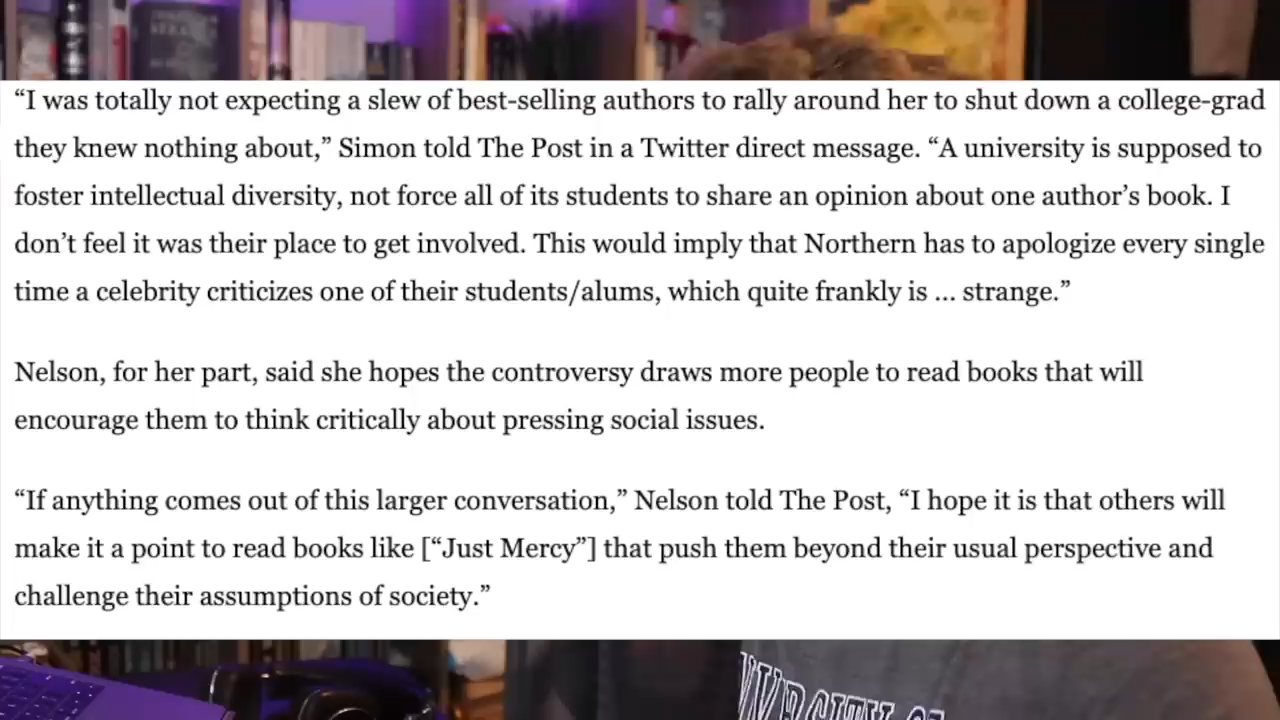 “I was totally not expecting a slew of best-selling authors to rally around her to shut down a college-grad
they knew nothing about,” Simon told The Post in a Twitter direct message. “A university is supposed to
foster intellectual diversity, not force all of its students to share an opinion about one author’s book. I
don’t feel it was their place to get involved. This would imply that Northern has to apologize every single
time a celebrity criticizes one of their students/alums, which quite frankly is ... strange.”
Nelson, for her part, said she hopes the controversy draws more people to read books that will
encourage them to think critically about pressing social issues.
“If anything comes out of this larger conversation,” Nelson told The Post, “I hope it is that others will
make it a point to read books like [“Just Mercy”] that push them beyond their usual perspective and
challenge their assumptions of society.”